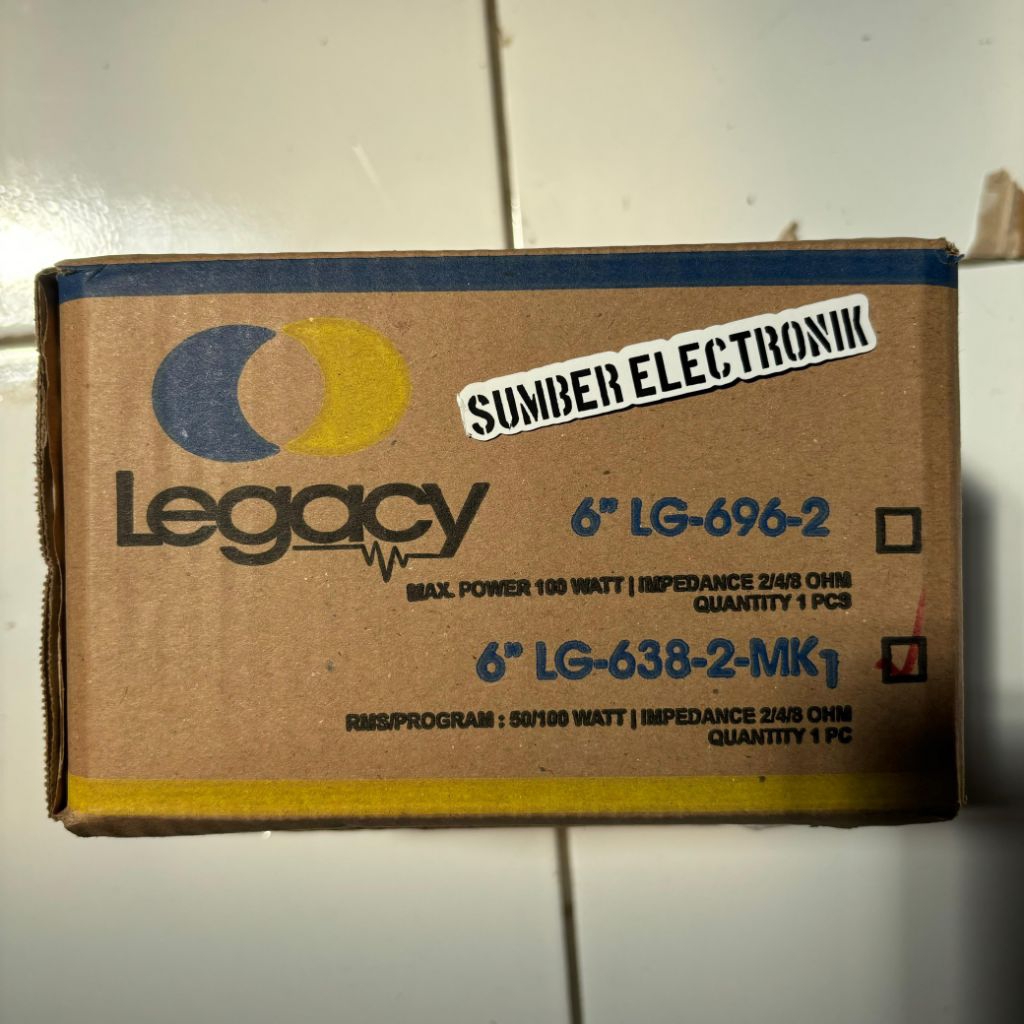 SUMBER ELECTRONIK
Legacy
6" LG-696-2
MAX. POWER 100 WATT | IMPEDANCE 2/4/8 OHM
QUANTITY 1 PCS
6" LG-638-2-MK1
RMS/PROGRAM : 50/100 WATT | IMPEDANCE 2/4/8 OHM
QUANTITY 1 PC